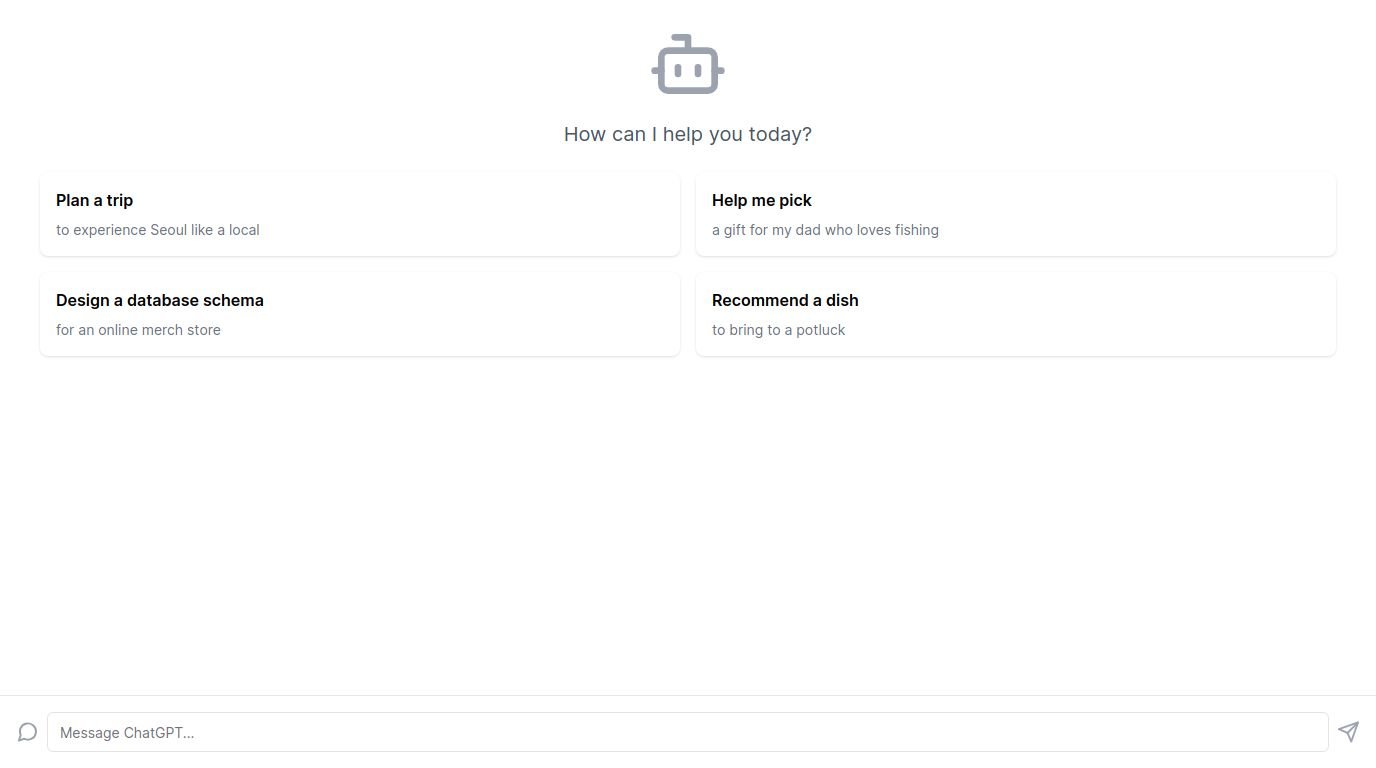 How can I help you today?
Plan a trip
to experience Seoul like a local
Help me pick
a gift for my dad who loves fishing
Design a database schema
for an online merch store
Recommend a dish
to bring to a potluck
Message ChatGPT...